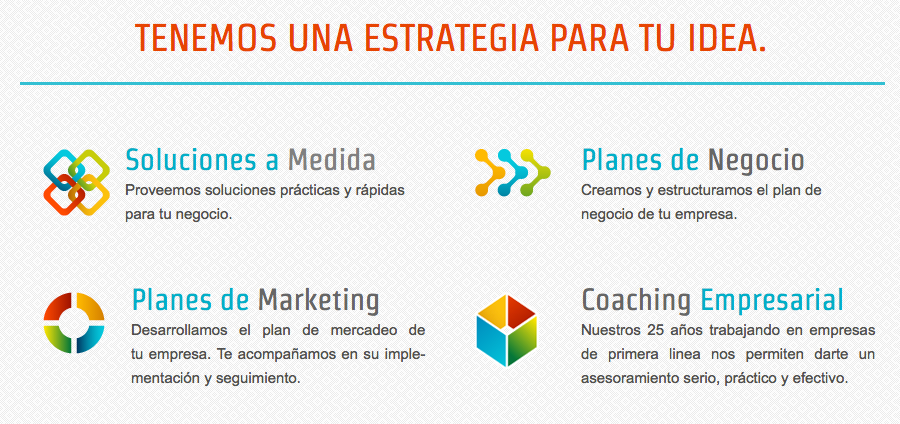 TENEMOS UNA ESTRATEGIA PARA TU IDEA.
Soluciones a Medida
Proveemos soluciones prácticas y rápidas
para tu negocio.
Planes de Negocio
Creamos y estructuramos el plan de
negocio de tu empresa.
Planes de Marketing
Desarrollamos el plan de mercadeo de
tu empresa. Te acompañamos en su imple-
mentación y seguimiento.
Coaching Empresarial
Nuestros 25 años trabajando en empresas
de primera linea nos permiten darte un
asesoramiento serio, práctico y efectivo.